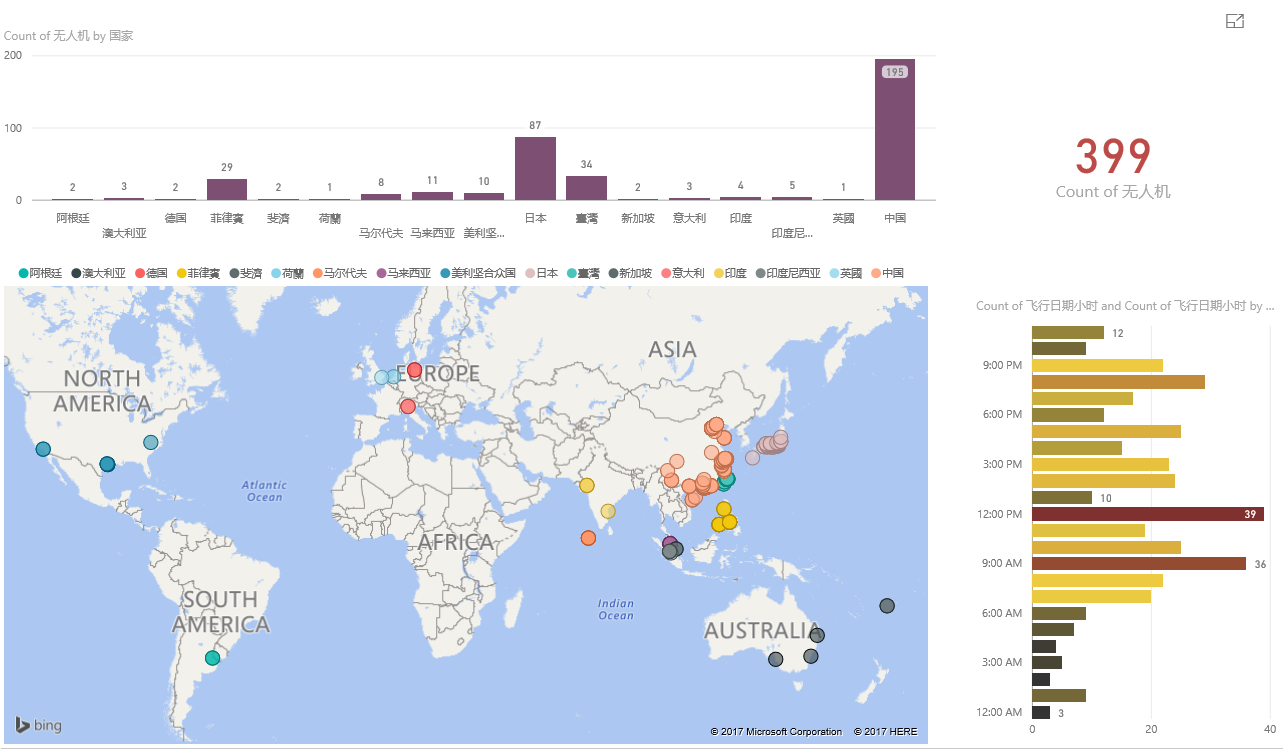 Count of 无人机 by 国家
200
100
0
2 3 2 29 2 1 8 11 10 87 34 2 3 4 5 1 195
阿根廷 澳大利亚 德国 菲律賓 斐濟 荷蘭 马尔代夫 马来西亚 美利坚... 日本 臺灣 新加坡 意大利 印度 印度尼... 英國 中国
399
Count of 无人机
阿根廷 澳大利亚 德国 菲律賓 斐濟 荷蘭 马尔代夫 马来西亚 美利坚合众国 日本 臺灣 新加坡 意大利 印度 印度尼西亚 英國 中国
NORTH
AMERICA
EUROPE
ASIA
Atlantic
Ocean
AFRICA
SOUTH
AMERICA
Indian
Ocean
AUSTRALIA
bing
© 2017 Microsoft Corporation © 2017 HERE
Count of 飞行日期小时 and Count of 飞行日期小时 by ...
12
9:00 PM
6:00 PM
3:00 PM
10
12:00 PM 39
9:00 AM 36
6:00 AM
3:00 AM
12:00 AM 3
0 20 40